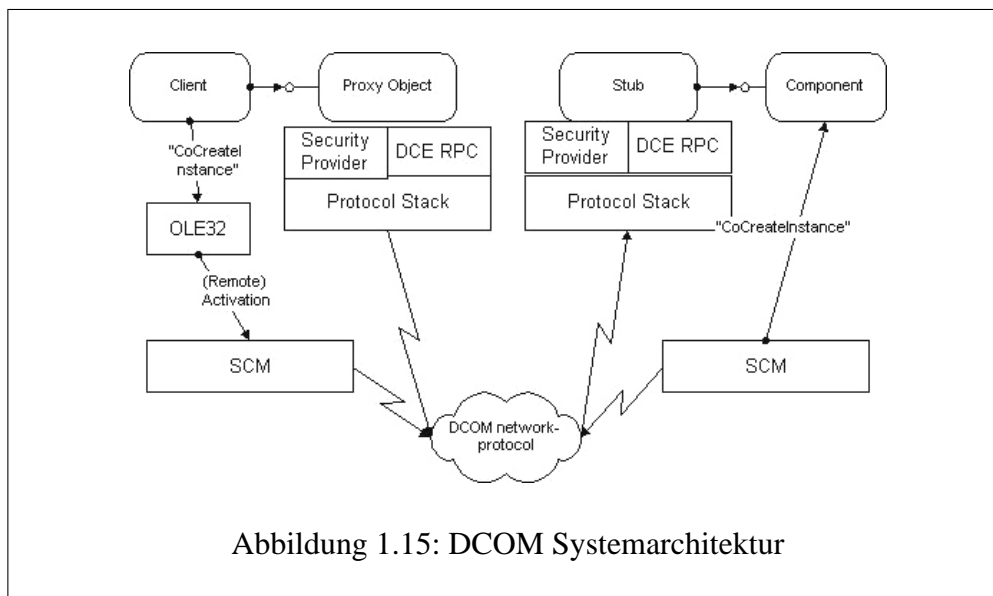 Client
Proxy Object
Stub
Component
Security
Provider
DCE RPC
Protocol Stack
Security
Provider
DCE RPC
Protocol Stack
"CoCreateI
nstance"
OLE32
(Remote)
Activation
SCM
"CoCreateInstance"
SCM
DCOM network-
protocol
Abbildung 1.15: DCOM Systemarchitektur